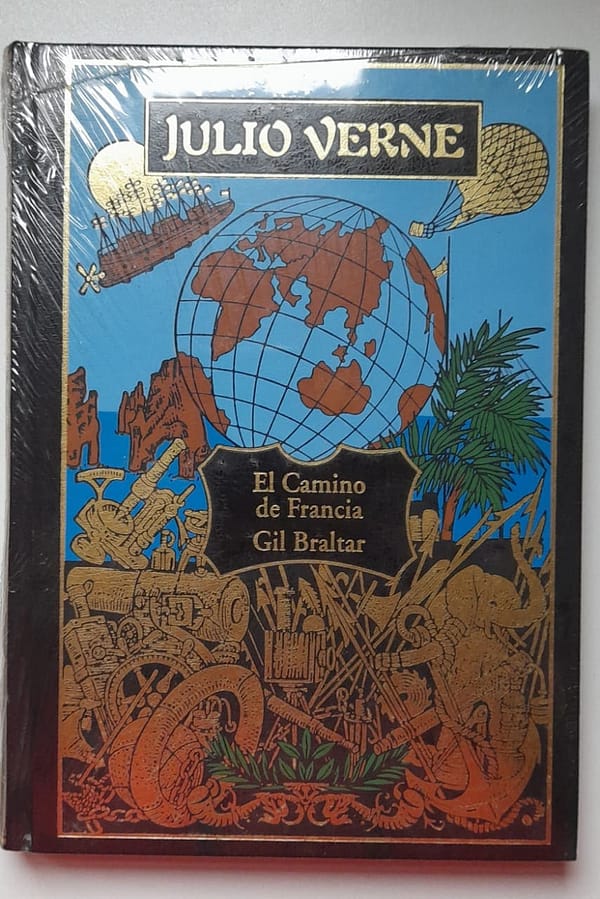 JULIO VERNE
El Camino
de Francia
Gil Braltar